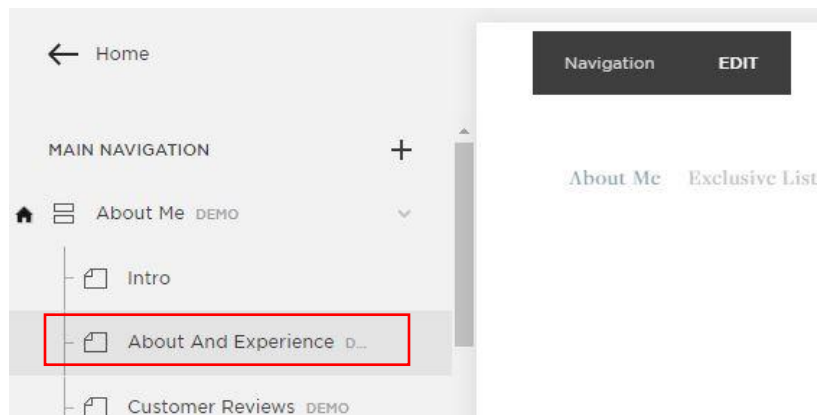 Home
Navigation EDIT
MAIN NAVIGATION
About Me Exclusive List
About Me DEMO
Intro
About And Experience D...
Customer Reviews DEMO